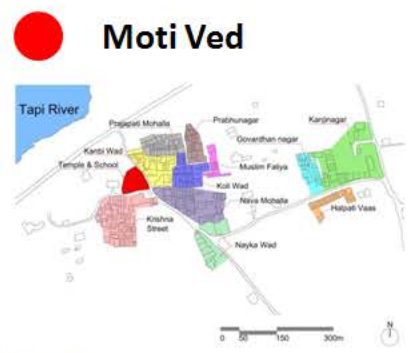 Moti Ved
Tapi River
Prajapati Mohalla
Prabhunagar
Kanjinagar
Govardhan nagar
Kanbi Wad
Temple & School
Muslim Faliya
Koli Wad
Nava Mohalla
Halpati Vaas
Krishna
Street
Nayka Wad
N
0 50 150 300m